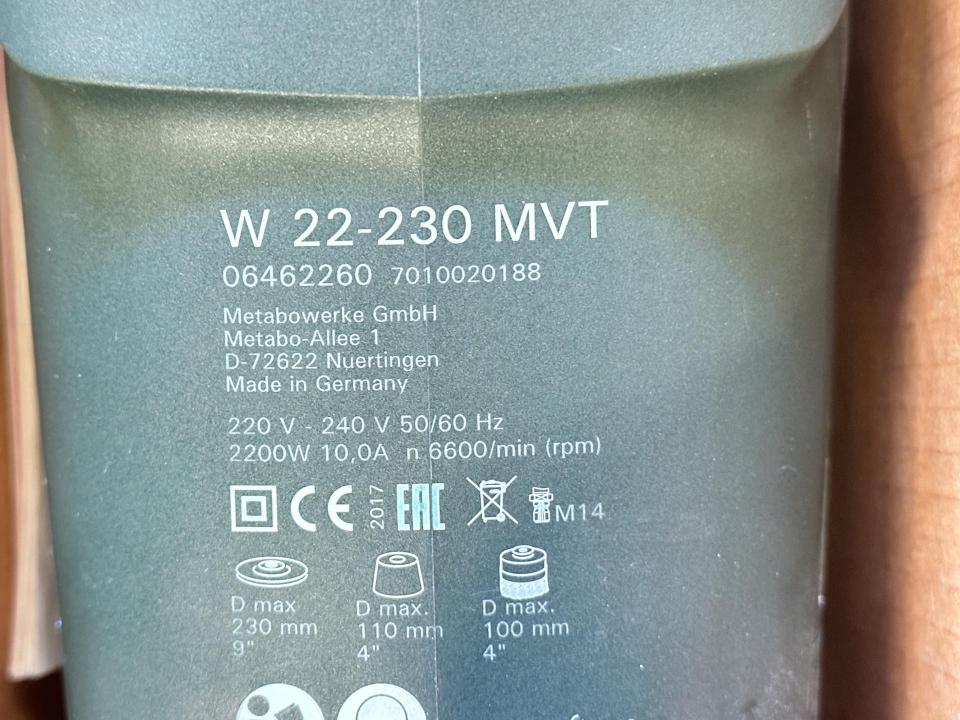 W 22-230 MVT
06462260 7010020188
Metabowerke GmbH
Metabo-Allee 1
D-72622 Nuertingen
Made in Germany
220 V - 240 V 50/60 Hz
2200W 10,0A n 6600/min (rpm)
CE 2017 EAC M14
D max D max. D max.
230 mm 110 mm 100 mm
9" 4" 4"